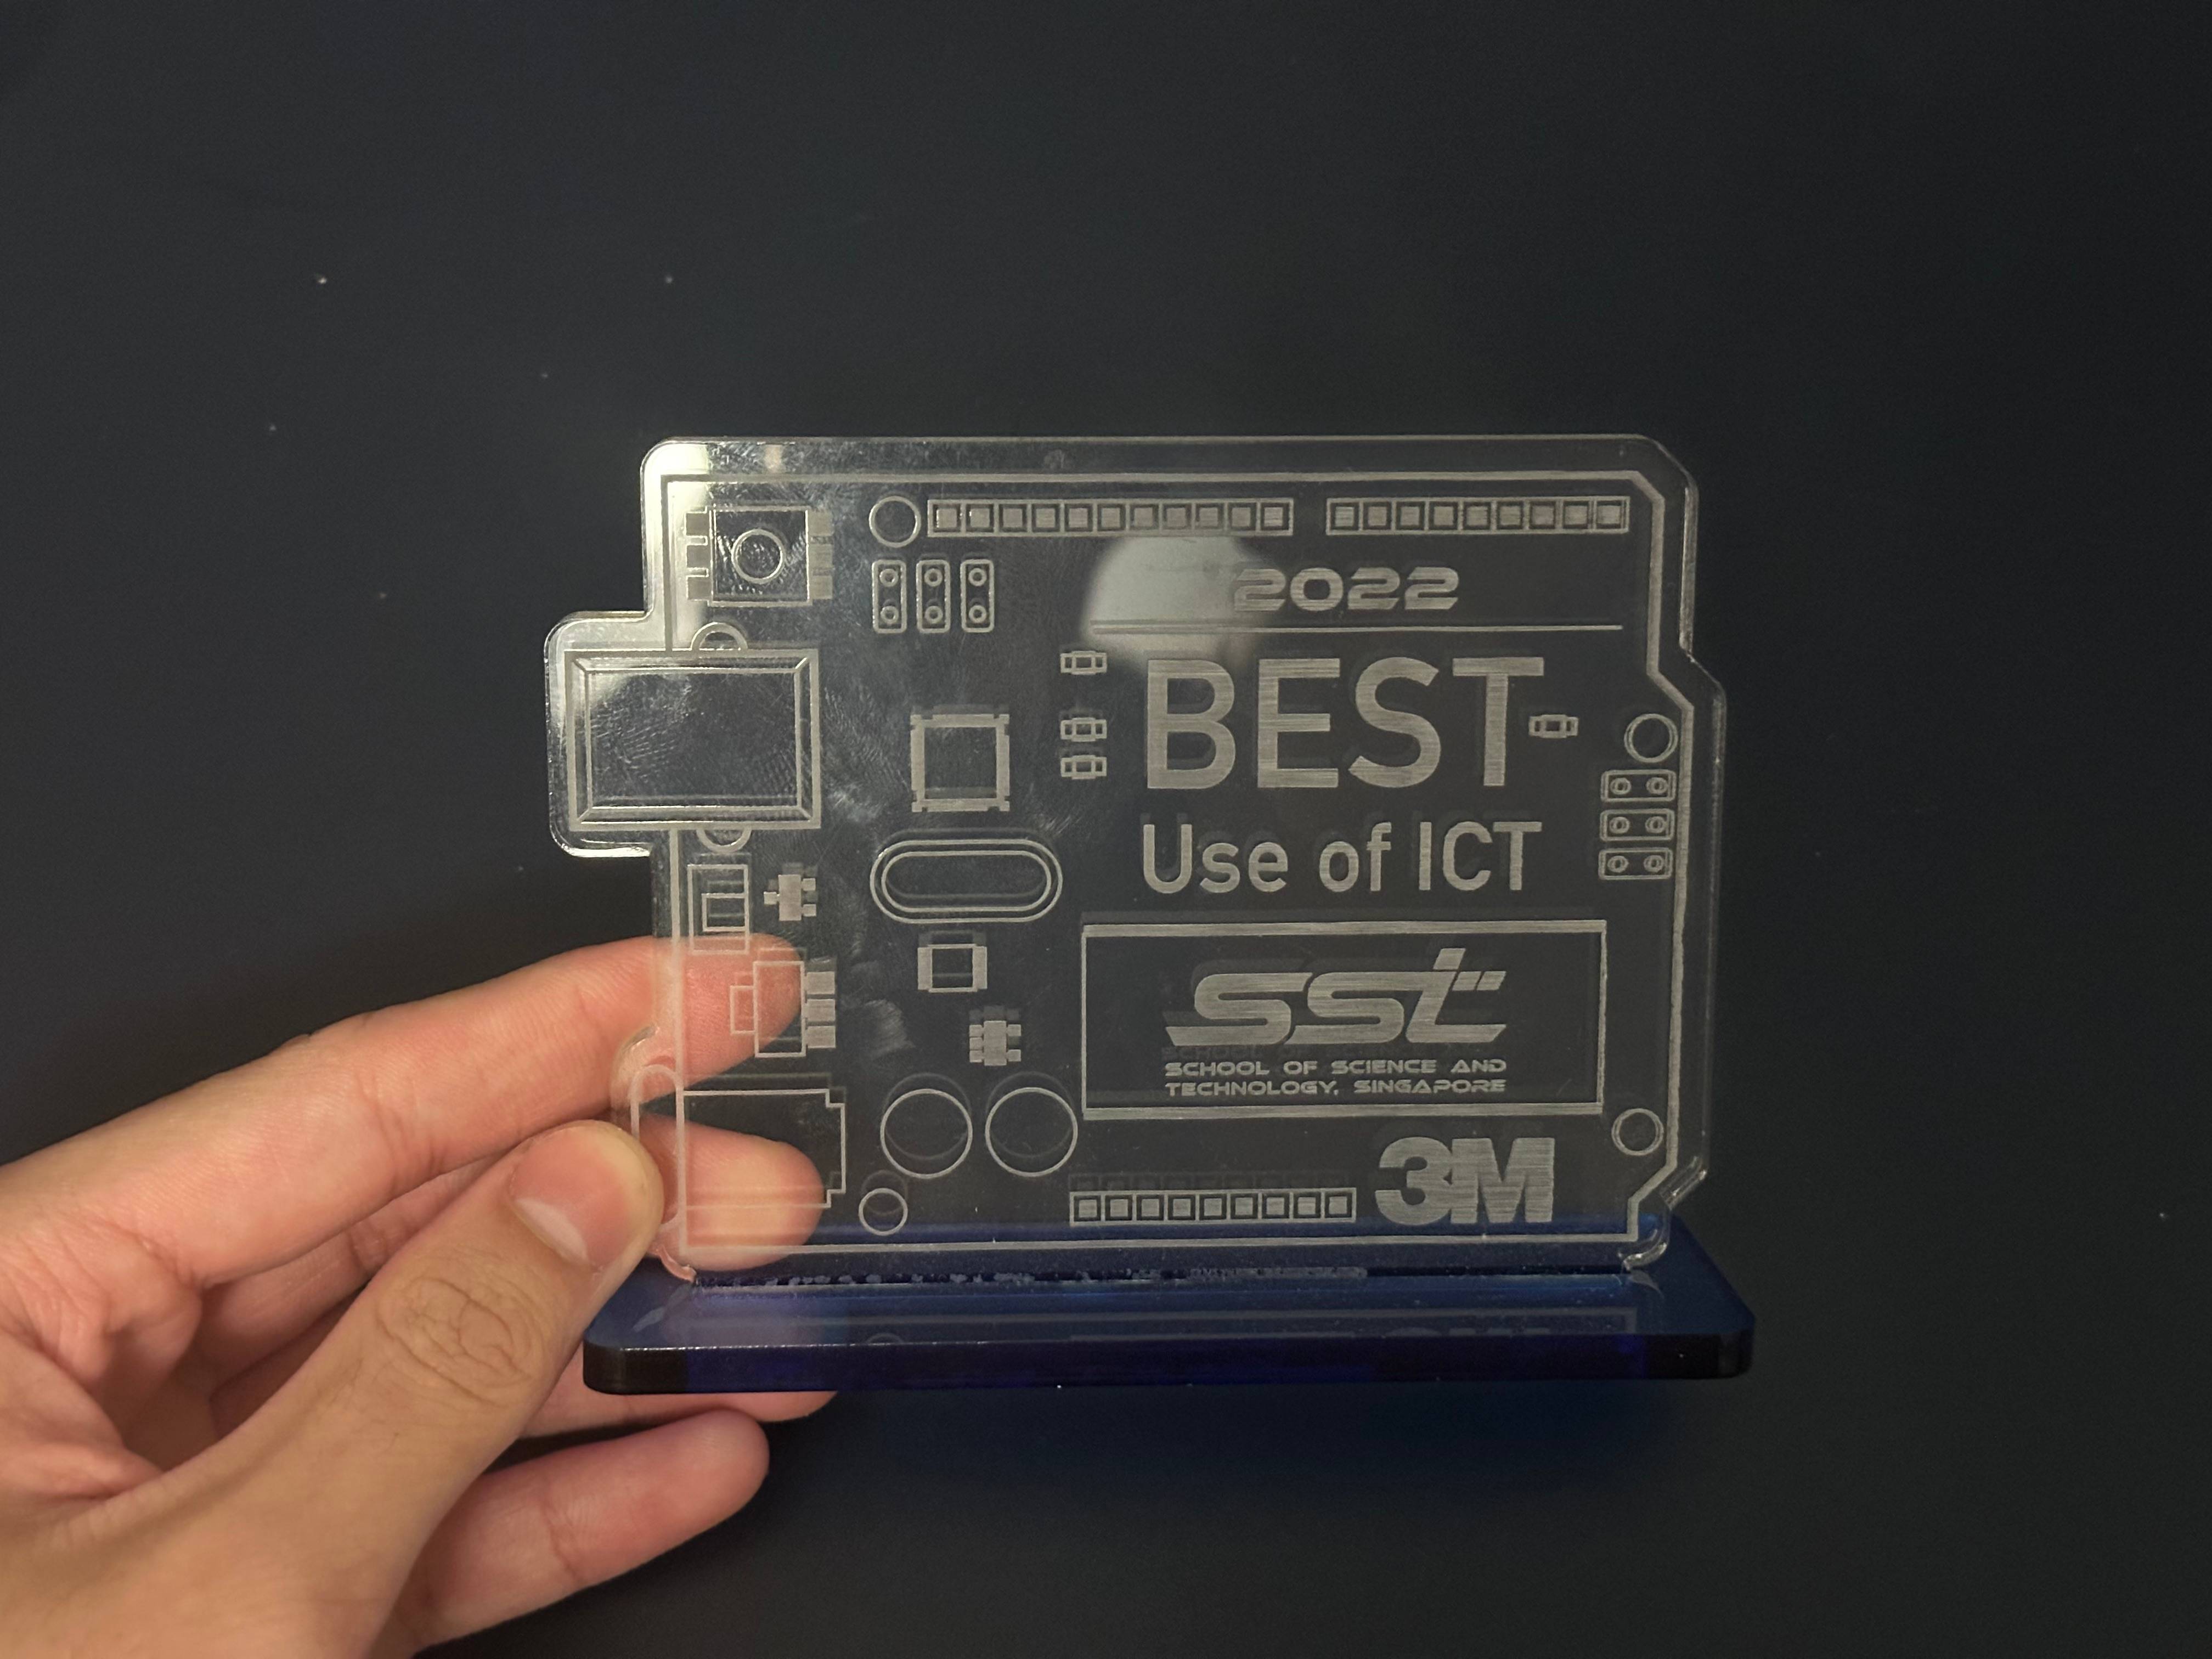 2022
BEST
Use of ICT
SST
SCHOOL OF SCIENCE AND
TECHNOLOGY, SINGAPORE
3M